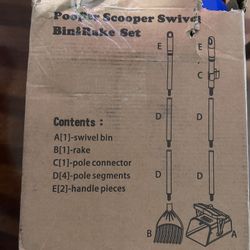 Pooper Scooper Swivel
Bin&Rake Set
E E
Contents :
A[1]-swivel bin
B[1]-rake
C[1]-pole connector
D[4]-pole segments
E[2]-handle pieces
C
D D
D D
B A